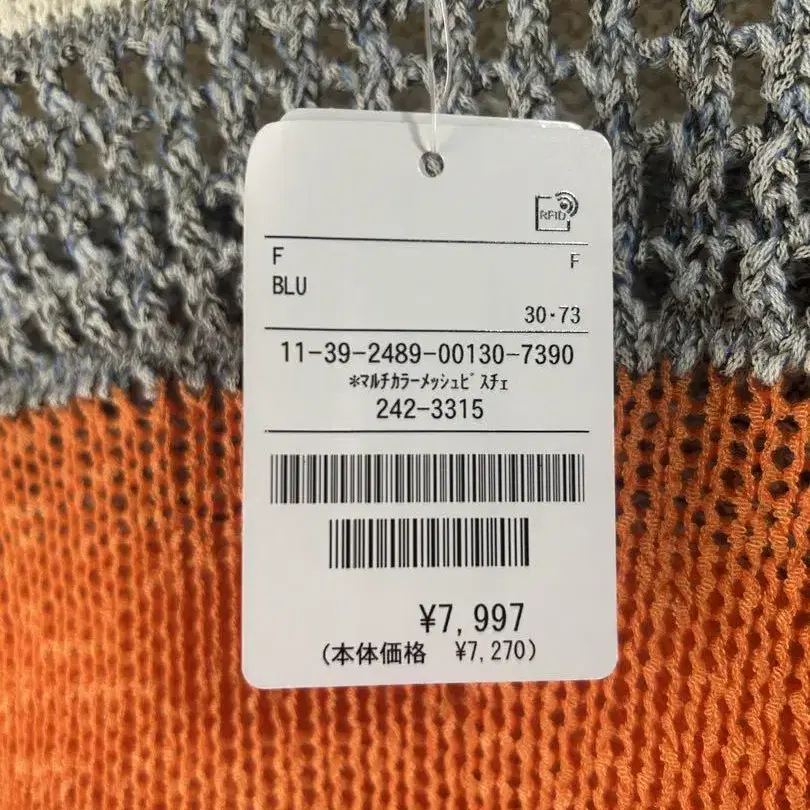 RFID
F F
BLU
30・73
11-39-2489-00130-7390
*ﾏﾙﾁｶﾗｰﾒｯｼｭﾋﾞｽﾁｪ
242-3315
¥7,997
(本体価格 ¥7,270)